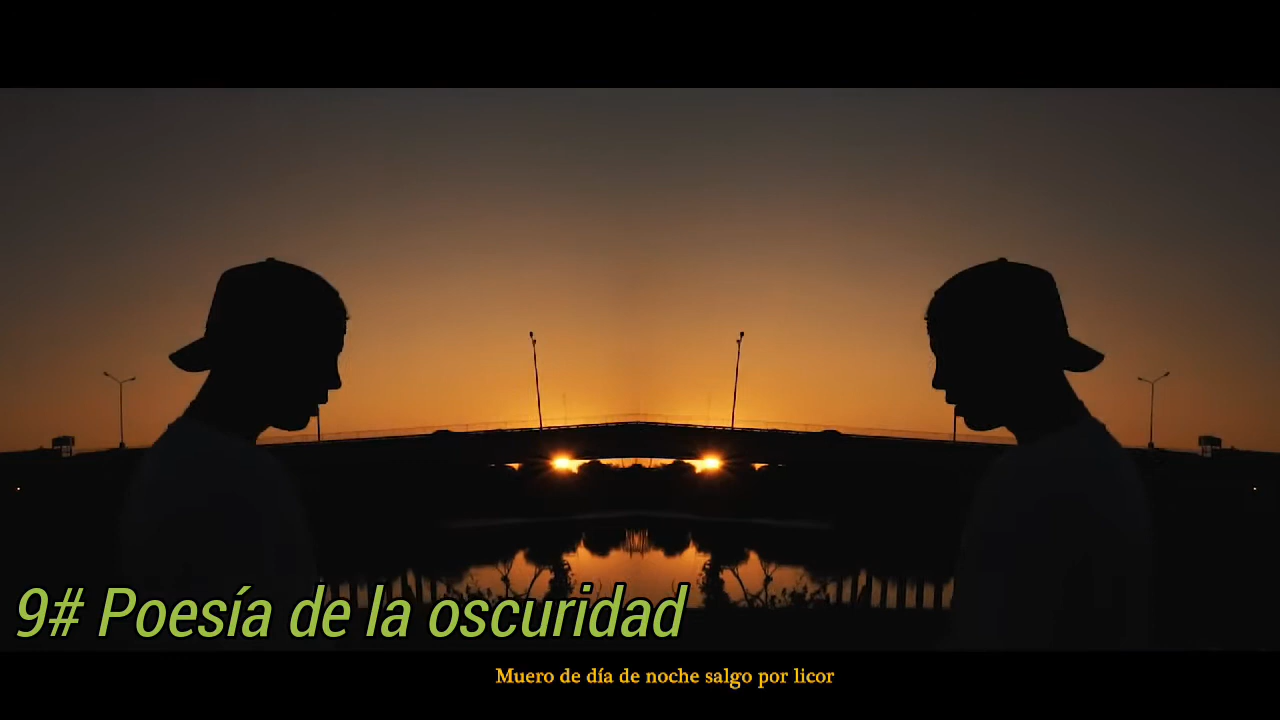 9# Poesía de la oscuridad
Muero de día de noche salgo por licor